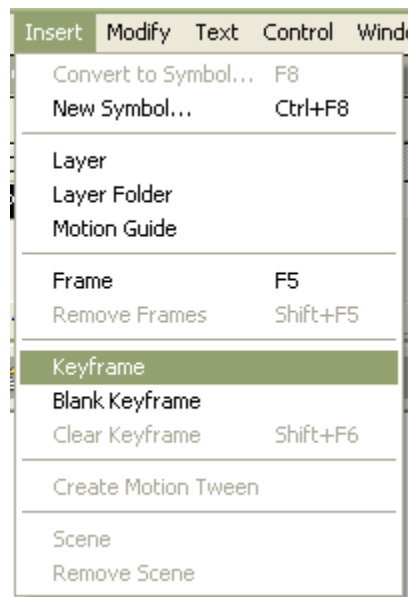 Insert Modify Text Control
Convert to Symbol... F8
New Symbol... Ctrl+F8
Layer
Layer Folder
Motion Guide
Frame F5
Remove Frames Shift+F5
Keyframe
Blank Keyframe
Clear Keyframe Shift+F6
Create Motion Tween
Scene
Remove Scene